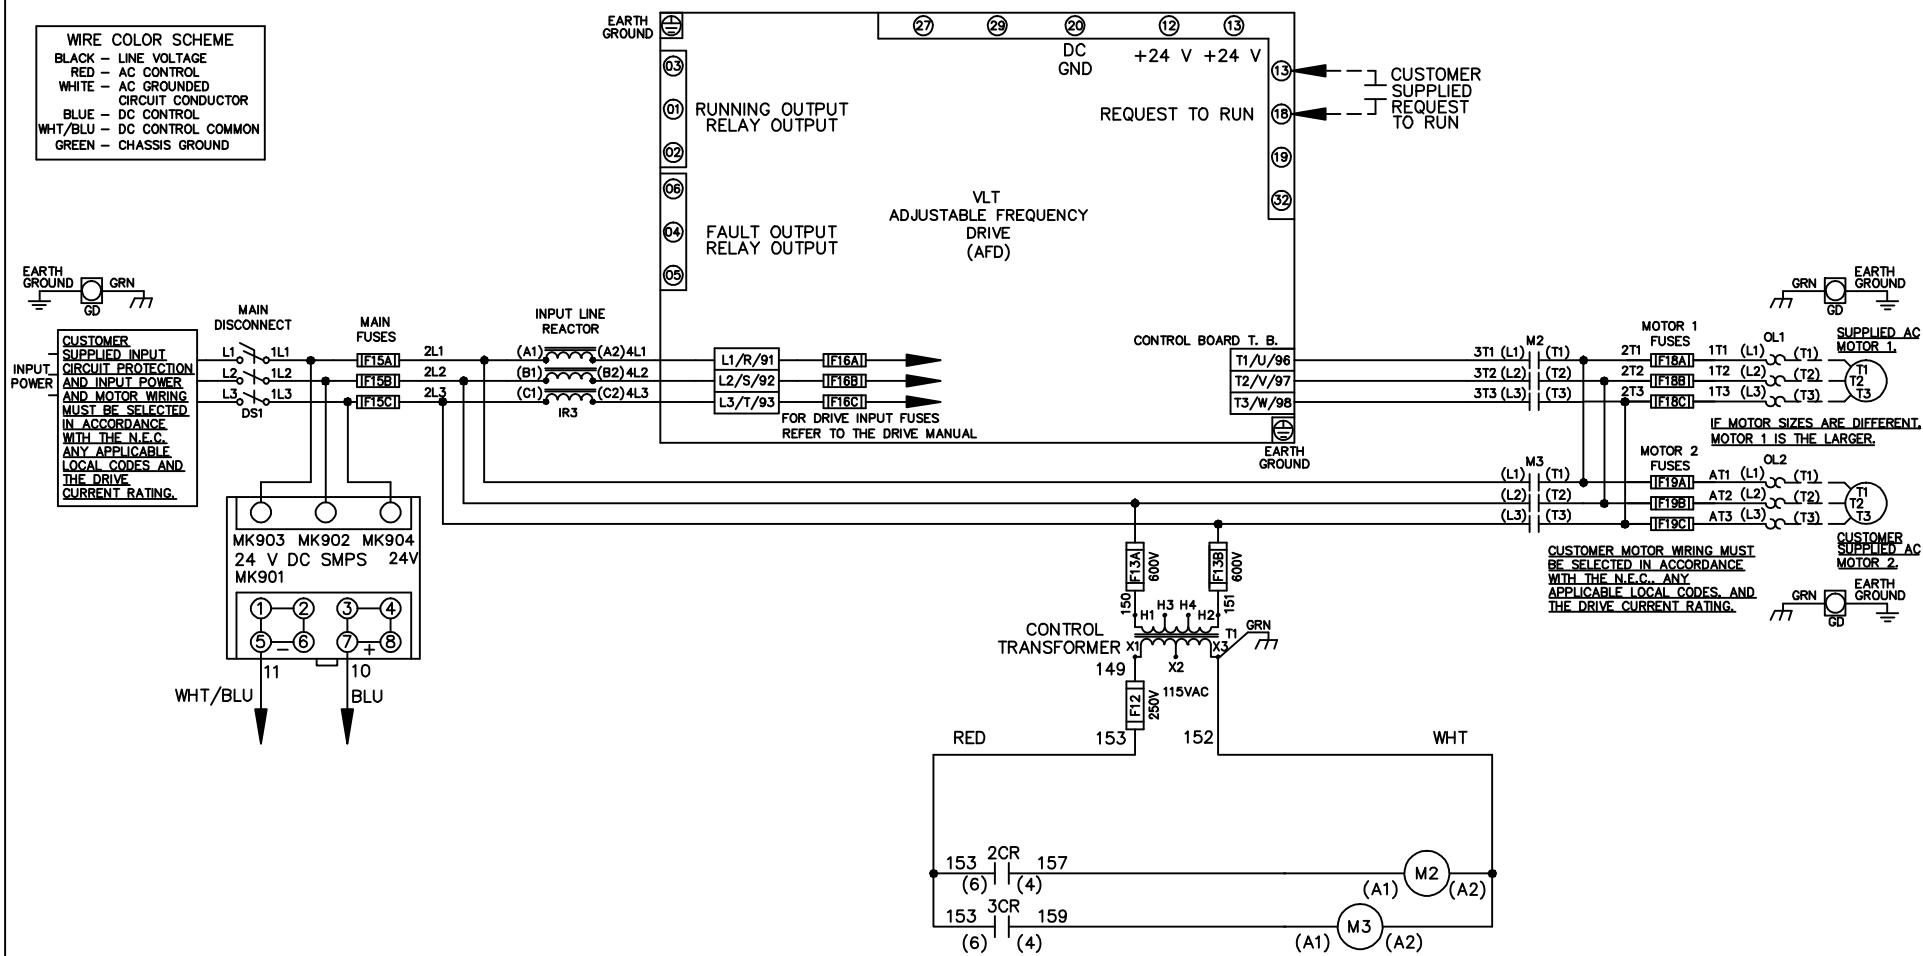 WIRE COLOR SCHEME
BLACK – LINE VOLTAGE
RED – AC CONTROL
WHITE – AC GROUNDED
CIRCUIT CONDUCTOR
BLUE – DC CONTROL
WHT/BLU – DC CONTROL COMMON
GREEN – CHASSIS GROUND
EARTH
GROUND
27
29
20
12
13
DC
GND
+24 V
+24 V
03
01
02
RUNNING OUTPUT
RELAY OUTPUT
06
04
05
FAULT OUTPUT
RELAY OUTPUT
VLT
ADJUSTABLE FREQUENCY
DRIVE
(AFD)
REQUEST TO RUN
13
18
19
32
CUSTOMER
SUPPLIED
REQUEST
TO RUN
EARTH
GROUND
GRN
GD
INPUT
POWER
CUSTOMER
SUPPLIED INPUT
CIRCUIT PROTECTION
AND INPUT POWER
AND MOTOR WIRING
MUST BE SELECTED
IN ACCORDANCE
WITH THE N.E.C.
ANY APPLICABLE
LOCAL CODES AND
THE DRIVE
CURRENT RATING.
MAIN
DISCONNECT
L1 1L1
L2 1L2
L3 1L3
DS1
MAIN
FUSES
F15A
F15B
F15C
2L1
2L2
2L3
INPUT LINE
REACTOR
(A1) (A2) 4L1
(B1) (B2) 4L2
(C1) (C2) 4L3
IR3
L1/R/91
L2/S/92
L3/T/93
F16A
F16B
F16C
FOR DRIVE INPUT FUSES
REFER TO THE DRIVE MANUAL
CONTROL BOARD T. B.
T1/U/96
T2/V/97
T3/W/98
EARTH
GROUND
M2
3T1 (L1) (T1)
3T2 (L2) (T2)
3T3 (L3) (T3)
MOTOR 1
FUSES
2T1 F18A 1T1 (L1)
2T2 F18B 1T2 (L2)
2T3 F18C 1T3 (L3)
OL1
(T1)
(T2)
(T3)
T1
T2
T3
GRN
GD
EARTH
GROUND
SUPPLIED AC
MOTOR 1.
IF MOTOR SIZES ARE DIFFERENT,
MOTOR 1 IS THE LARGER.
M3
(L1) (T1)
(L2) (T2)
(L3) (T3)
MOTOR 2
FUSES
F19A AT1 (L1)
F19B AT2 (L2)
F19C AT3 (L3)
OL2
(T1)
(T2)
(T3)
T1
T2
T3
CUSTOMER
SUPPLIED AC
MOTOR 2.
CUSTOMER MOTOR WIRING MUST
BE SELECTED IN ACCORDANCE
WITH THE N.E.C., ANY
APPLICABLE LOCAL CODES, AND
THE DRIVE CURRENT RATING.
GRN
GD
EARTH
GROUND
MK903 MK902 MK904
24 V DC SMPS 24V
MK901
1 2 3 4
5 – 6 7 + 8
11 10
WHT/BLU BLU
F13A
600V
F13B
600V
150
151
H1 H3 H4 H2
CONTROL
TRANSFORMER
X1 X2 X3
T1
GRN
149
F12
250V
115VAC
153
152
RED
WHT
153 2CR 157
(6) (4)
(A1) M2 (A2)
153 3CR 159
(6) (4)
(A1) M3 (A2)